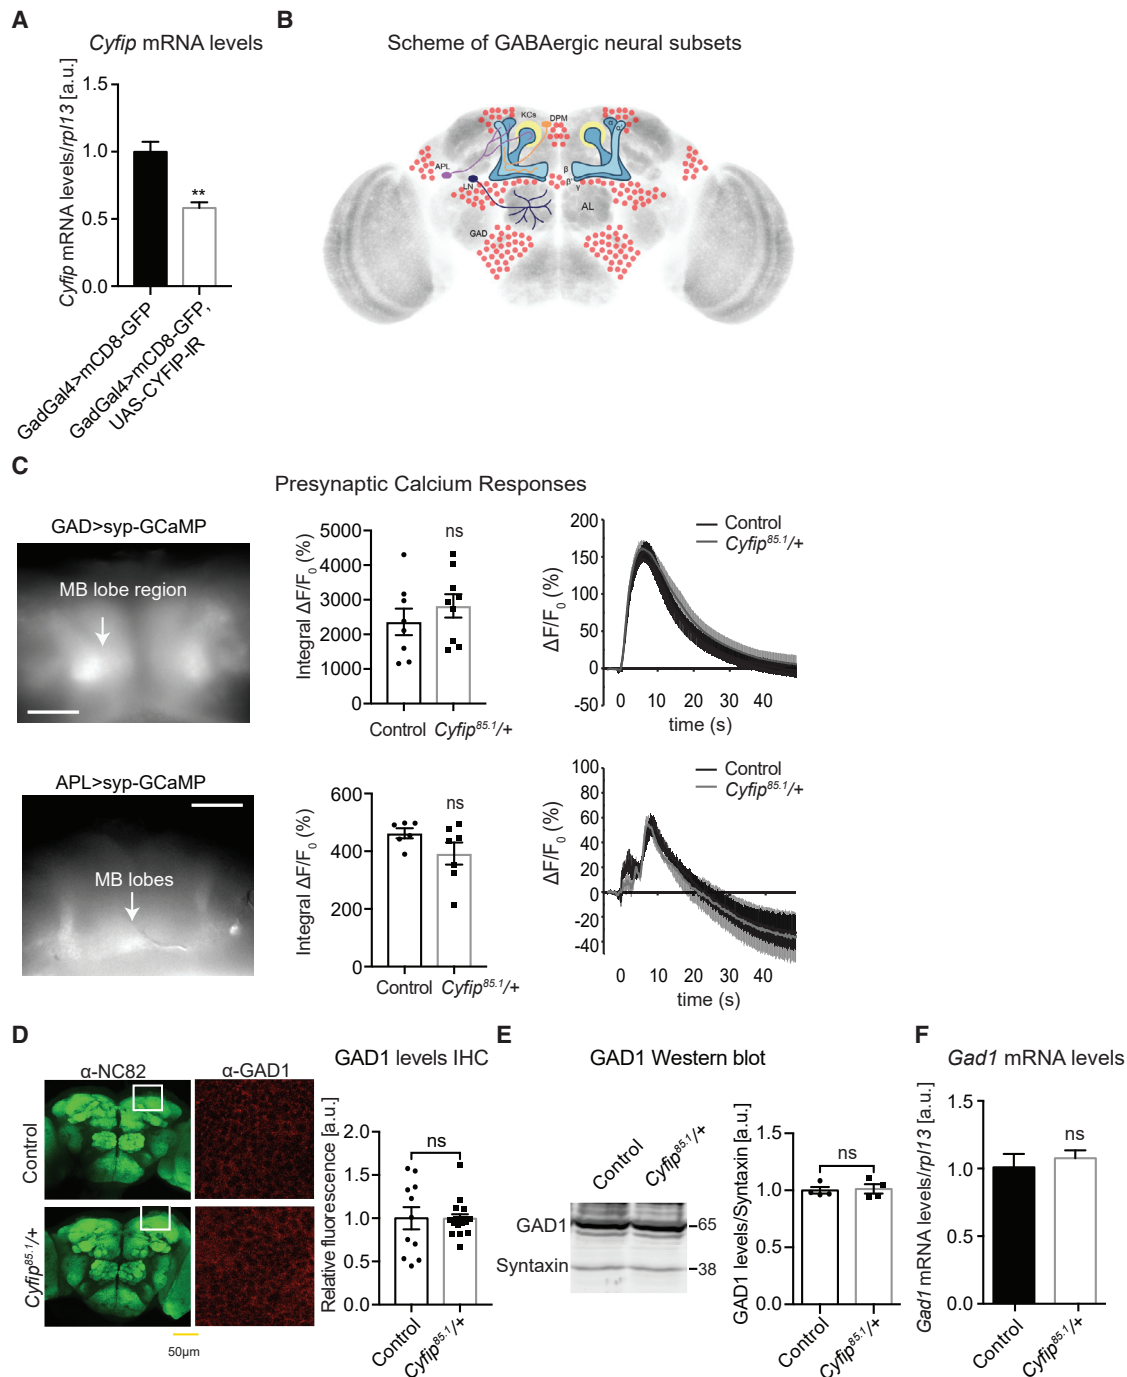 A
Cyfip mRNA levels
Cyfip mRNA levels/rpl13 [a.u.]
1.5
1.0
0.5
0.0
**
GadGal4>mCD8-GFP
GadGal4>mCD8-GFP,
UAS-CYFIP-IR
B
Scheme of GABAergic neural subsets
KCs
DPM
α
α'
APL
LN
β
β'
γ
AL
GAD
C
Presynaptic Calcium Responses
GAD>syp-GCaMP
MB lobe region
Integral ΔF/F0 (%)
5000
4000
3000
2000
1000
0
ns
Control
Cyfip85.1/+
ΔF/F0 (%)
200
150
100
50
0
-50
Control
Cyfip85.1/+
0 10 20 30 40
time (s)
APL>syp-GCaMP
MB lobes
Integral ΔF/F0 (%)
600
400
200
0
ns
Control
Cyfip85.1/+
ΔF/F0 (%)
100
80
60
40
20
0
-20
-40
Control
Cyfip85.1/+
0 10 20 30 40
time (s)
D
α-NC82
α-GAD1
Control
Cyfip85.1/+
50µm
GAD1 levels IHC
Relative fluorescence [a.u.]
2.0
1.5
1.0
0.5
0.0
ns
Control
Cyfip85.1/+
E
GAD1 Western blot
Control
Cyfip85.1/+
GAD1
65
Syntaxin
38
GAD1 levels/Syntaxin [a.u.]
1.5
1.0
0.5
0.0
ns
Control
Cyfip85.1/+
F
Gad1 mRNA levels
Gad1 mRNA levels/rpl13 [a.u.]
1.5
1.0
0.5
0.0
ns
Control
Cyfip85.1/+